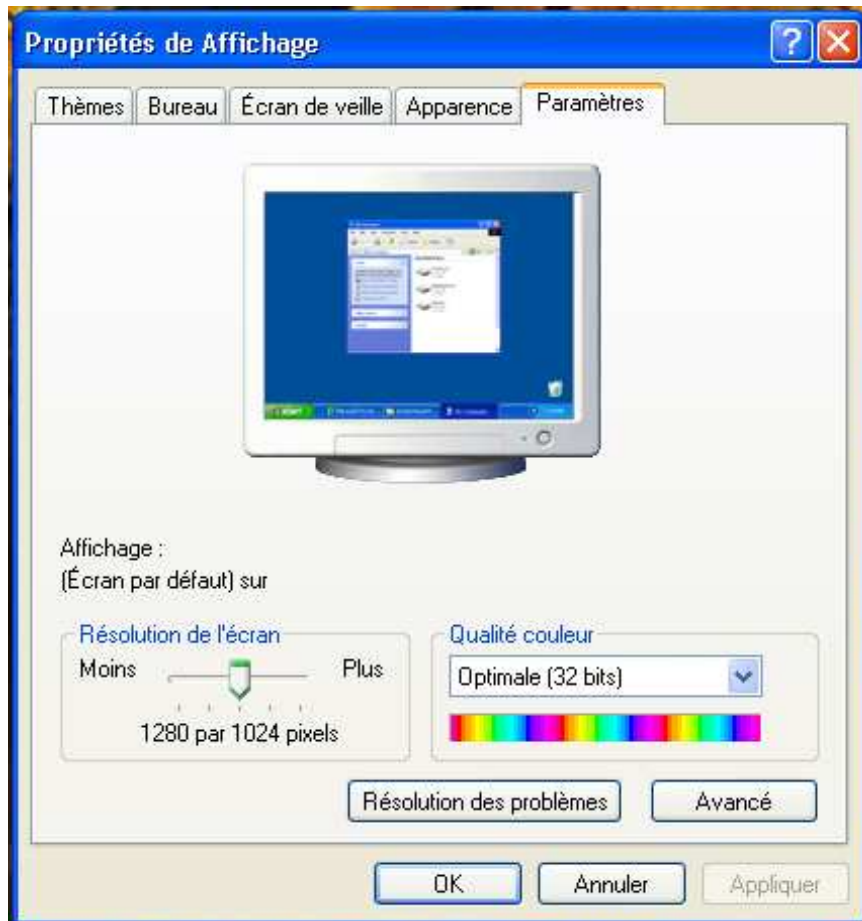 Propriétés de Affichage
Thèmes Bureau Écran de veille Apparence Paramètres
Affichage :
(Écran par défaut) sur
Résolution de l'écran
Moins Plus
1280 par 1024 pixels
Qualité couleur
Optimale (32 bits)
Résolution des problèmes Avancé
OK Annuler Appliquer